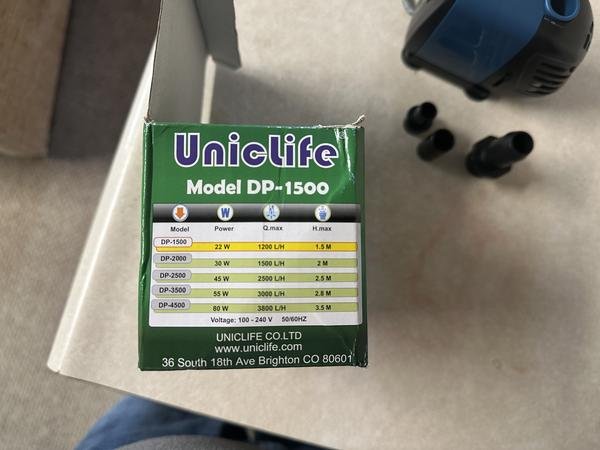 UnicLife
Model DP-1500
W
Model Power Q.max H.max
DP-1500 22 W 1200 L/H 1.5 M
DP-2000 30 W 1500 L/H 2 M
DP-2500 45 W 2500 L/H 2.5 M
DP-3500 55 W 3000 L/H 2.8 M
DP-4500 80 W 3800 L/H 3.5 M
Voltage: 100 - 240 V 50/60HZ
UNICLIFE CO.LTD
www.uniclife.com
36 South 18th Ave Brighton CO 80601